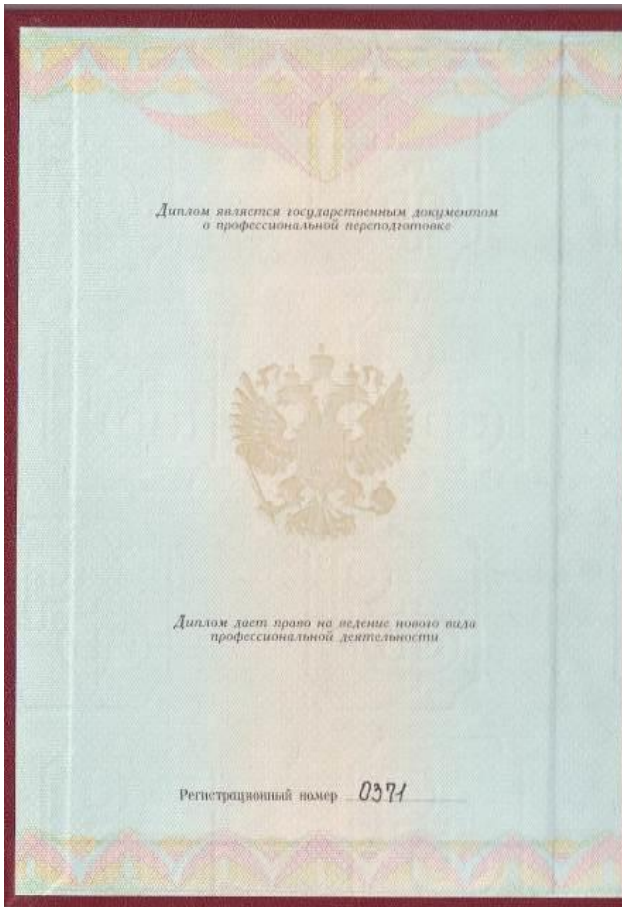 Диплом является государственным документом
о профессиональной переподготовке
Диплом дает право на ведение нового вида
профессиональной деятельности
Регистрационный номер 0371